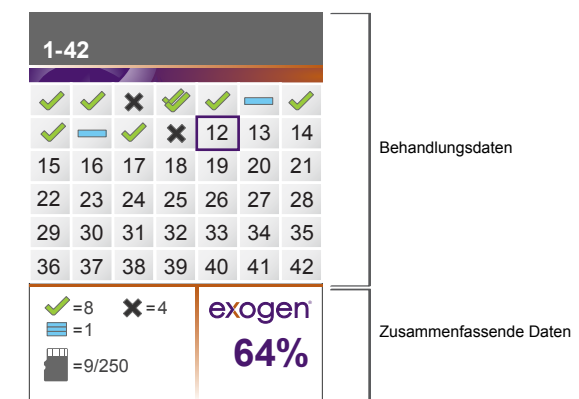 1-42
12 13 14
15 16 17 18 19 20 21
22 23 24 25 26 27 28
29 30 31 32 33 34 35
36 37 38 39 40 41 42
Behandlungsdaten
=8 =4
=1
=9/250
exogen
64%
Zusammenfassende Daten